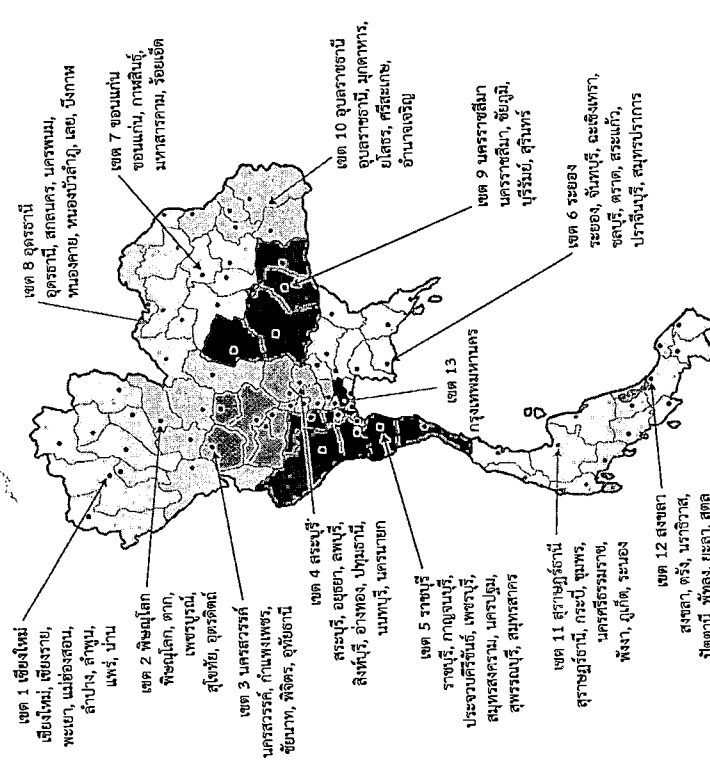 เขต 1 เชียงใหม่
เชียงใหม่, เชียงราย,
พะเยา, แม่ฮ่องสอน,
ลำปาง, ลำพูน,
แพร่, น่าน
เขต 2 พิษณุโลก
พิษณุโลก, ตาก,
เพชรบูรณ์,
สุโขทัย, อุตรดิตถ์
เขต 3 นครสวรรค์
นครสวรรค์, กำแพงเพชร,
ชัยนาท, พิจิตร, อุทัยธานี
เขต 4 สระบุรี
สระบุรี, อยุธยา, ลพบุรี,
สิงห์บุรี, อ่างทอง, ปทุมธานี,
นนทบุรี, นครนายก
เขต 5 ราชบุรี
ราชบุรี, กาญจนบุรี,
ประจวบคีรีขันธ์, เพชรบุรี,
สมุทรสงคราม, นครปฐม,
สุพรรณบุรี, สมุทรสาคร
เขต 11 สุราษฎร์ธานี
สุราษฎร์ธานี, กระบี่, ชุมพร,
นครศรีธรรมราช,
พังงา, ภูเก็ต, ระนอง
เขต 12 สงขลา
สงขลา, ตรัง, นราธิวาส,
ปัตตานี, พัทลุง, ยะลา, สตูล
เขต 13
กรุงเทพมหานคร
เขต 8 อุดรธานี
อุดรธานี, สกลนคร, นครพนม,
หนองคาย, หนองบัวลำภู, เลย, บึงกาฬ
เขต 7 ขอนแก่น
ขอนแก่น, กาฬสินธุ์,
มหาสารคาม, ร้อยเอ็ด
เขต 10 อุบลราชธานี
อุบลราชธานี, มุกดาหาร,
ยโสธร, ศรีสะเกษ,
อำนาจเจริญ
เขต 9 นครราชสีมา
นครราชสีมา, ชัยภูมิ,
บุรีรัมย์, สุรินทร์
เขต 6 ระยอง
ระยอง, จันทบุรี, ฉะเชิงเทรา,
ชลบุรี, ตราด, สระแก้ว,
ปราจีนบุรี, สมุทรปราการ